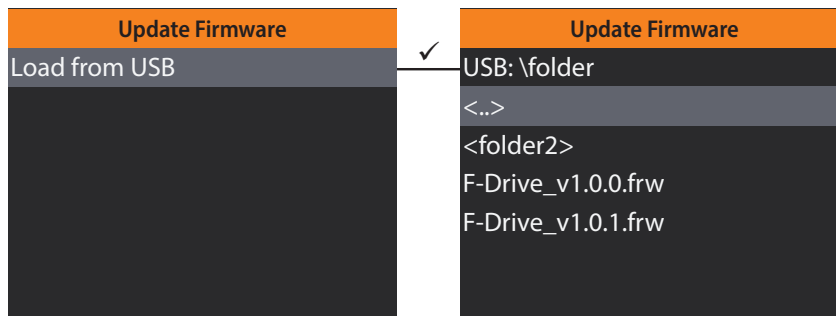 Update Firmware
Load from USB
✓
Update Firmware
USB: \folder
<..>
<folder2>
F-Drive_v1.0.0.frw
F-Drive_v1.0.1.frw